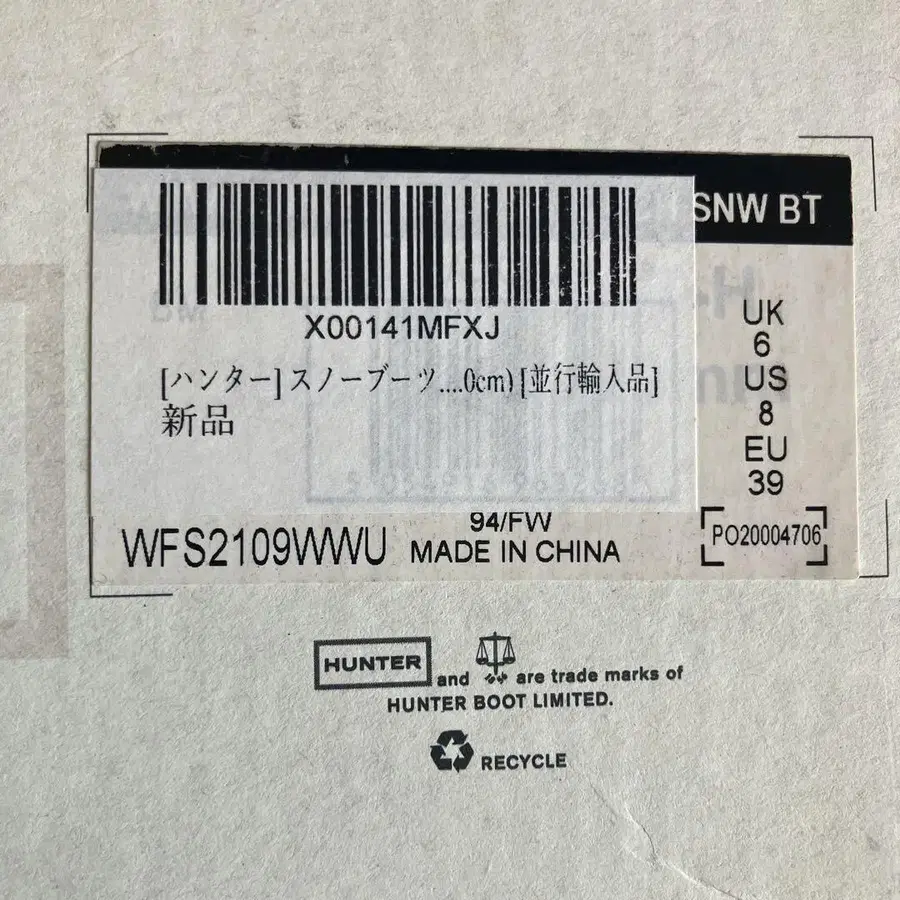 SNW BT
X00141MFXJ
[ハンター] スノーブーツ....0cm) [並行輸入品]
新品
UK
6
US
8
EU
39
94/FW
WFS2109WWU MADE IN CHINA
PO20004706
HUNTER and are trade marks of
HUNTER BOOT LIMITED.
RECYCLE